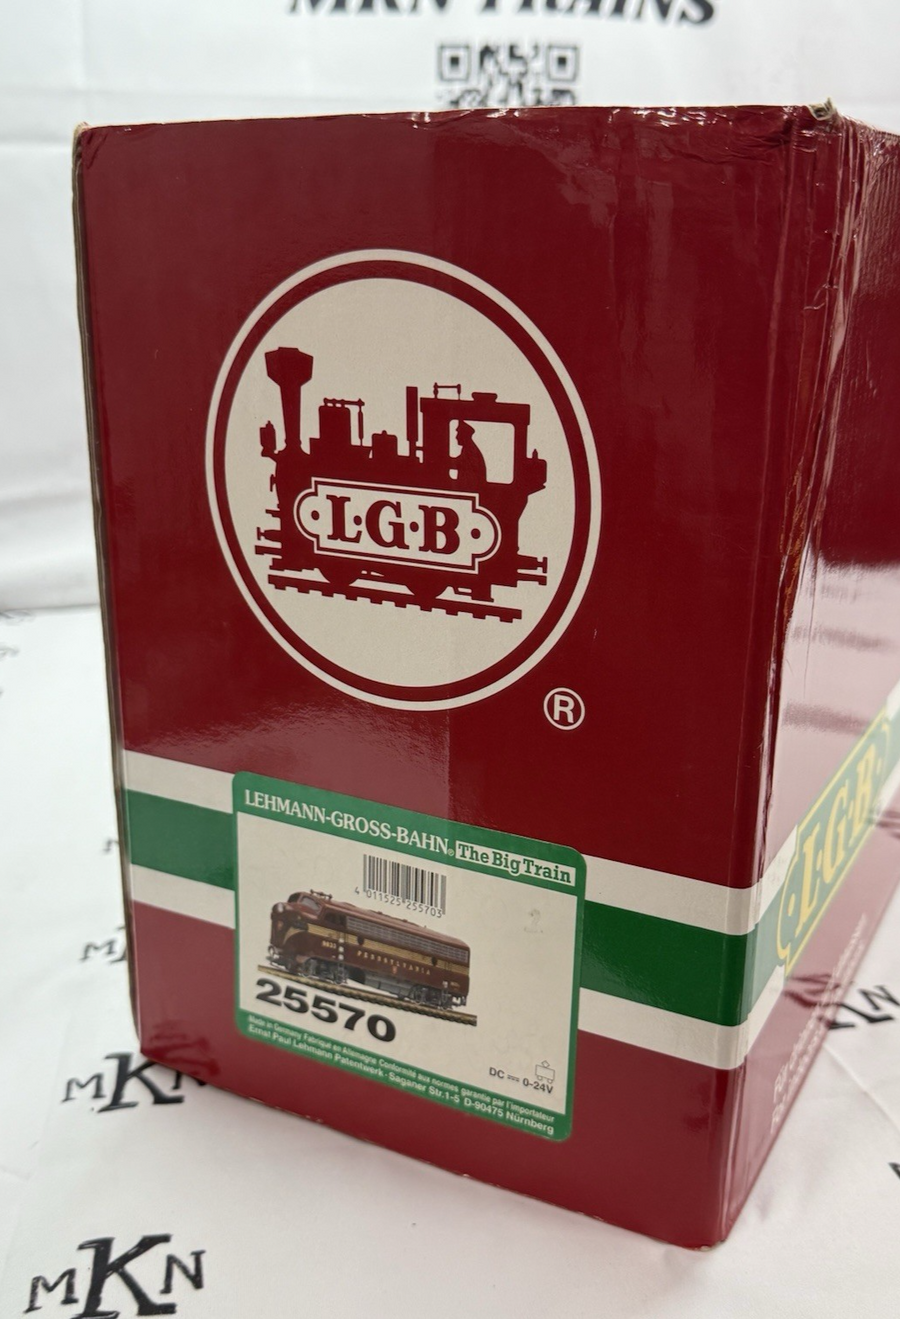 MKN TRAINS
L·G·B
®
LEHMANN-GROSS-BAHN® The Big Train
4 011525 255703
2
9832
PENNSYLVANIA
25570
DC 0-24V
Made in Germany Fabriqué en Allemagne Conformité aux normes garantie par l'importateur
Ernst Paul Lehmann Patentwerk · Saganer Str.1-5 D-90475 Nürnberg
L·G·B
MKN
MKN
MKN